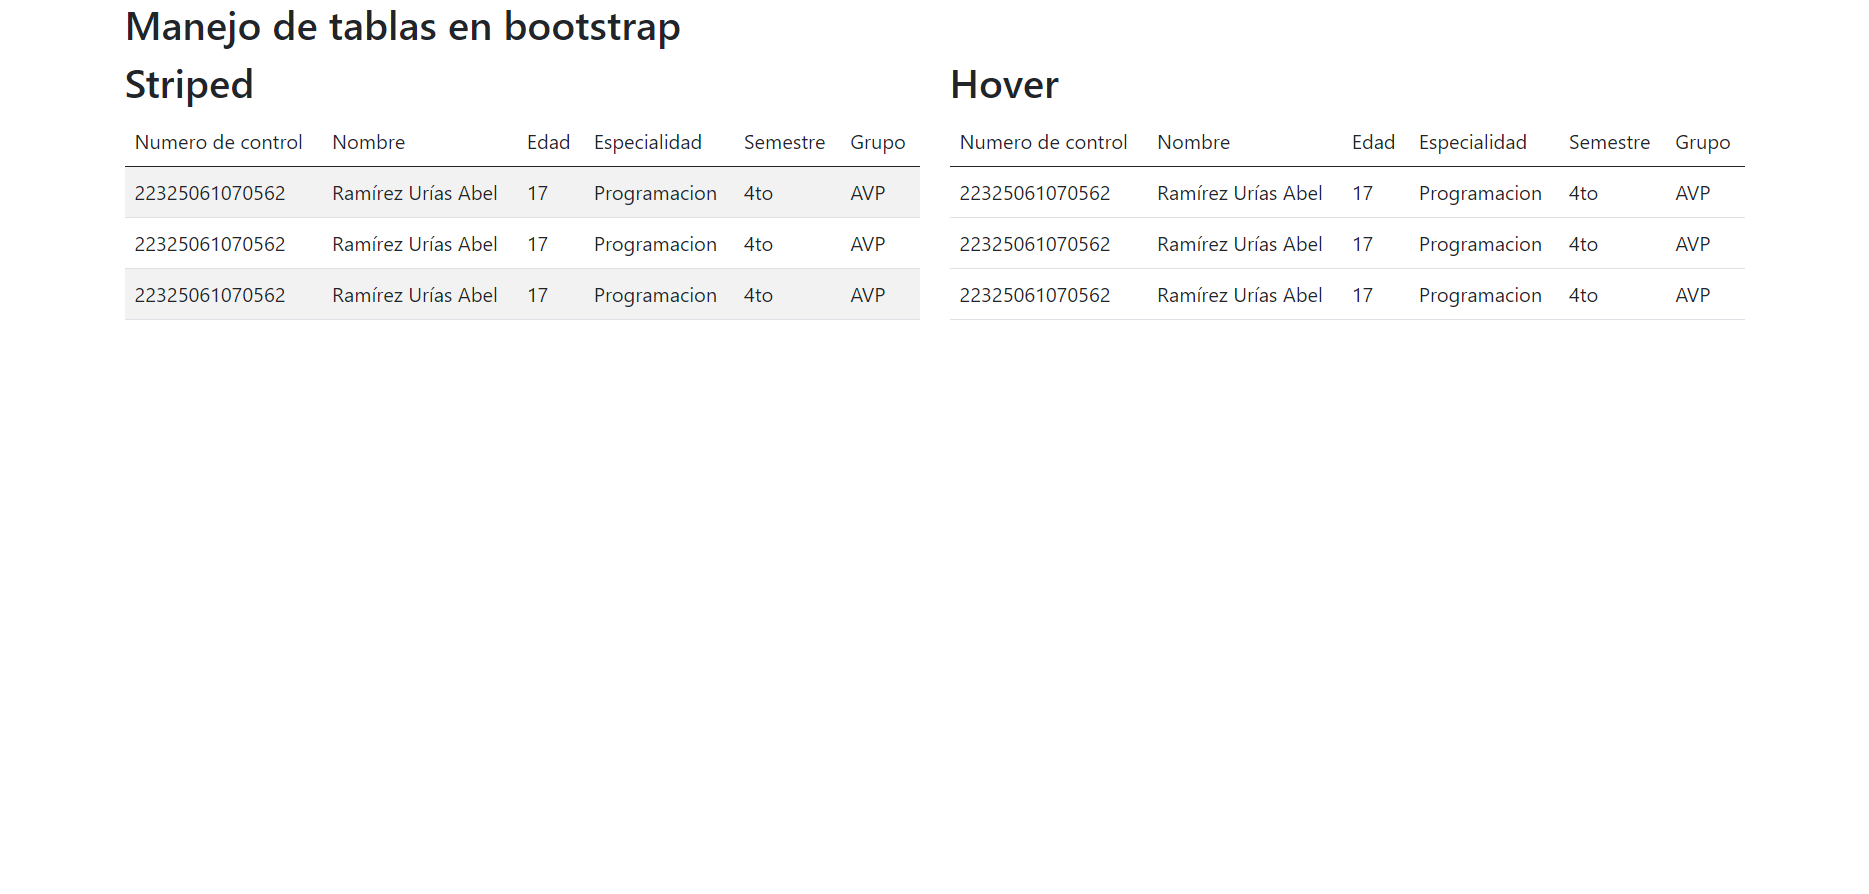 Manejo de tablas en bootstrap
Striped
Numero de control Nombre Edad Especialidad Semestre Grupo
22325061070562 Ramírez Urías Abel 17 Programacion 4to AVP
22325061070562 Ramírez Urías Abel 17 Programacion 4to AVP
22325061070562 Ramírez Urías Abel 17 Programacion 4to AVP
Hover
Numero de control Nombre Edad Especialidad Semestre Grupo
22325061070562 Ramírez Urías Abel 17 Programacion 4to AVP
22325061070562 Ramírez Urías Abel 17 Programacion 4to AVP
22325061070562 Ramírez Urías Abel 17 Programacion 4to AVP